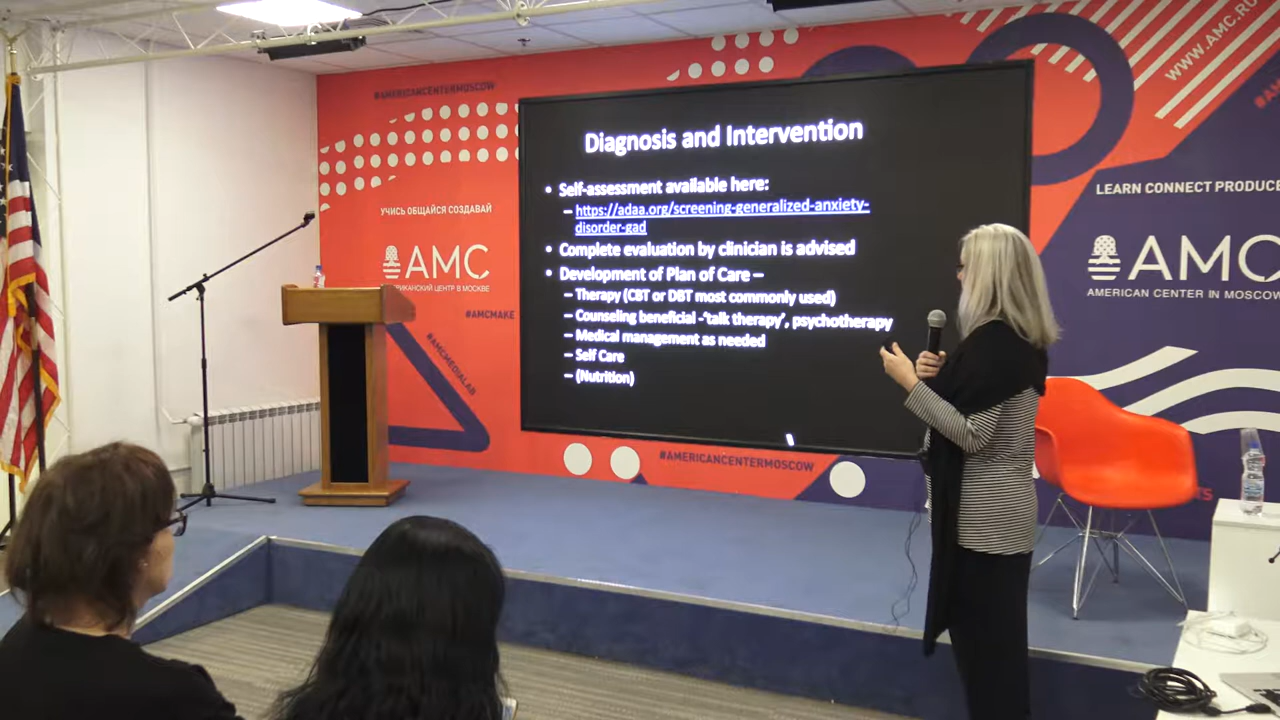 #AMERICANCENTERMOSCOW
WWW.AMC.RU
Diagnosis and Intervention
• Self-assessment available here:
– https://adaa.org/screening-generalized-anxiety-
disorder-gad
• Complete evaluation by clinician is advised
• Development of Plan of Care –
– Therapy (CBT or DBT most commonly used)
– Counseling beneficial -"talk therapy', psychotherapy
– Medical management as needed
– Self Care
– (Nutrition)
УЧИСЬ ОБЩАЙСЯ СОЗДАВАЙ
AMC
ЦЕНТР В МОСКВЕ
#AMCMAKE
#AMCMEDIALAB
#AMERICANCENTERMOSCOW
LEARN CONNECT PRODUCE
AMC
AMERICAN CENTER IN MOSCOW